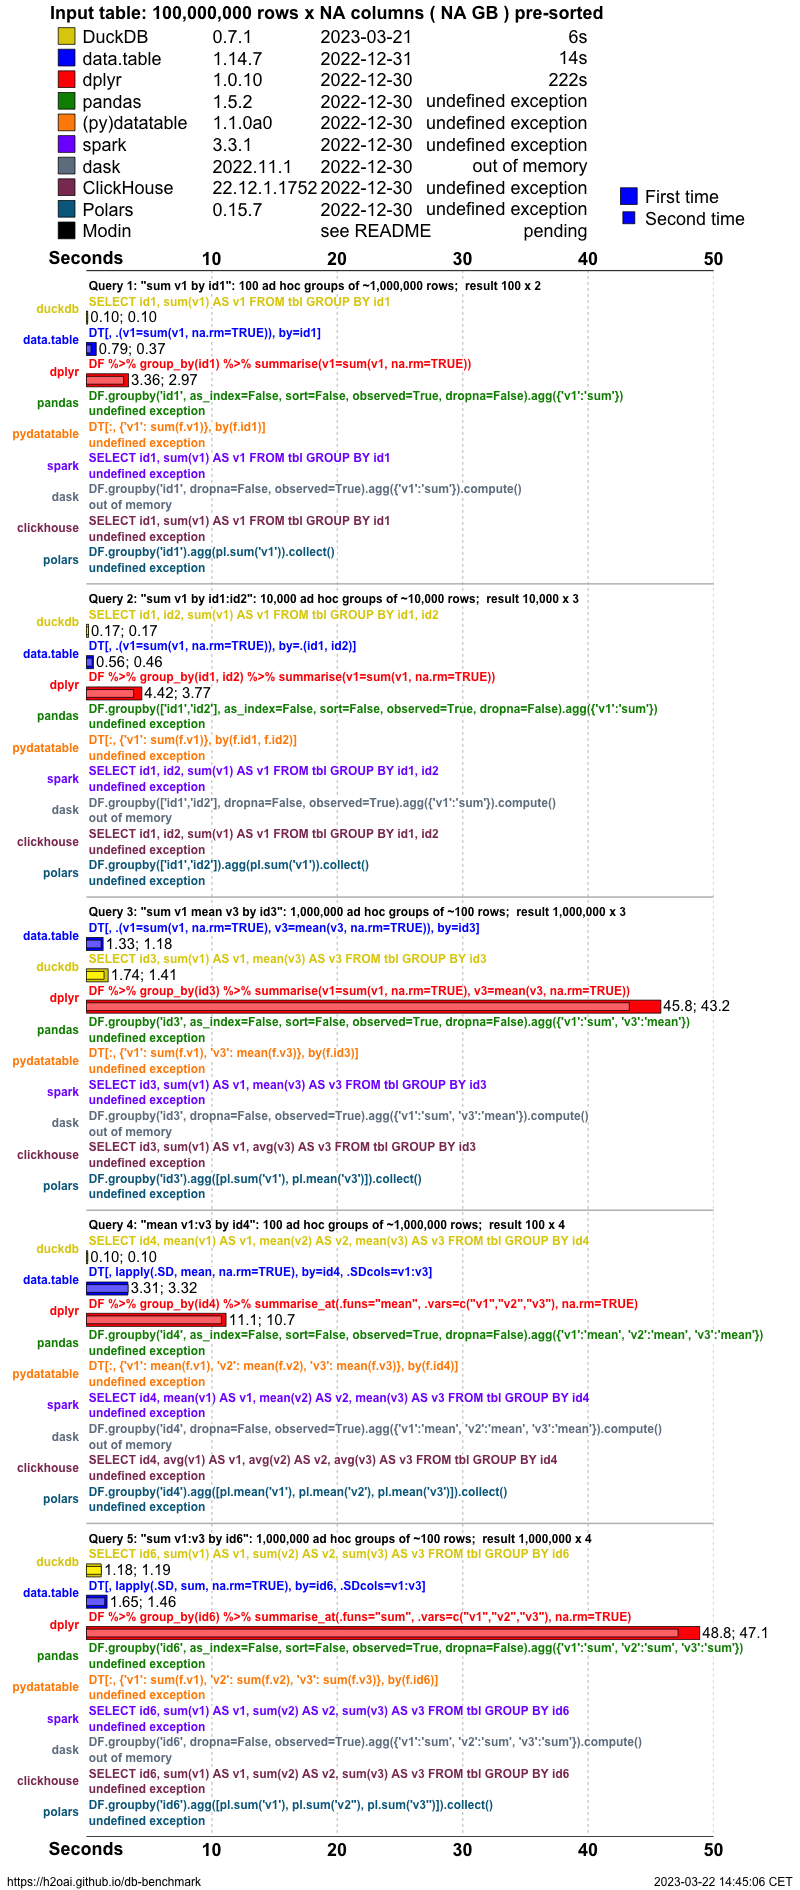 Input table: 100,000,000 rows x NA columns ( NA GB ) pre-sorted
DuckDB 0.7.1 2023-03-21 6s
data.table 1.14.7 2022-12-31 14s
dplyr 1.0.10 2022-12-30 222s
pandas 1.5.2 2022-12-30 undefined exception
(py)datatable 1.1.0a0 2022-12-30 undefined exception
spark 3.3.1 2022-12-30 undefined exception
dask 2022.11.1 2022-12-30 out of memory
ClickHouse 22.12.1.1752 2022-12-30 undefined exception
Polars 0.15.7 2022-12-30 undefined exception
Modin see README pending
First time
Second time
Seconds 10 20 30 40 50
Query 1: "sum v1 by id1": 100 ad hoc groups of ~1,000,000 rows; result 100 x 2
duckdb SELECT id1, sum(v1) AS v1 FROM tbl GROUP BY id1
0.10; 0.10
data.table DT[, .(v1=sum(v1, na.rm=TRUE)), by=id1]
0.79; 0.37
dplyr DF %>% group_by(id1) %>% summarise(v1=sum(v1, na.rm=TRUE))
3.36; 2.97
pandas DF.groupby('id1', as_index=False, sort=False, observed=True, dropna=False).agg({'v1':'sum'})
undefined exception
pydatatable DT[:, {'v1': sum(f.v1)}, by(f.id1)]
undefined exception
spark SELECT id1, sum(v1) AS v1 FROM tbl GROUP BY id1
undefined exception
dask DF.groupby('id1', dropna=False, observed=True).agg({'v1':'sum'}).compute()
out of memory
clickhouse SELECT id1, sum(v1) AS v1 FROM tbl GROUP BY id1
undefined exception
polars DF.groupby('id1').agg(pl.sum('v1')).collect()
undefined exception
Query 2: "sum v1 by id1:id2": 10,000 ad hoc groups of ~10,000 rows; result 10,000 x 3
duckdb SELECT id1, id2, sum(v1) AS v1 FROM tbl GROUP BY id1, id2
0.17; 0.17
data.table DT[, .(v1=sum(v1, na.rm=TRUE)), by=.(id1, id2)]
0.56; 0.46
dplyr DF %>% group_by(id1, id2) %>% summarise(v1=sum(v1, na.rm=TRUE))
4.42; 3.77
pandas DF.groupby(['id1','id2'], as_index=False, sort=False, observed=True, dropna=False).agg({'v1':'sum'})
undefined exception
pydatatable DT[:, {'v1': sum(f.v1)}, by(f.id1, f.id2)]
undefined exception
spark SELECT id1, id2, sum(v1) AS v1 FROM tbl GROUP BY id1, id2
undefined exception
dask DF.groupby(['id1','id2'], dropna=False, observed=True).agg({'v1':'sum'}).compute()
out of memory
clickhouse SELECT id1, id2, sum(v1) AS v1 FROM tbl GROUP BY id1, id2
undefined exception
polars DF.groupby(['id1','id2']).agg(pl.sum('v1')).collect()
undefined exception
Query 3: "sum v1 mean v3 by id3": 1,000,000 ad hoc groups of ~100 rows; result 1,000,000 x 3
data.table DT[, .(v1=sum(v1, na.rm=TRUE), v3=mean(v3, na.rm=TRUE)), by=id3]
1.33; 1.18
duckdb SELECT id3, sum(v1) AS v1, mean(v3) AS v3 FROM tbl GROUP BY id3
1.74; 1.41
dplyr DF %>% group_by(id3) %>% summarise(v1=sum(v1, na.rm=TRUE), v3=mean(v3, na.rm=TRUE))
45.8; 43.2
pandas DF.groupby('id3', as_index=False, sort=False, observed=True, dropna=False).agg({'v1':'sum', 'v3':'mean'})
undefined exception
pydatatable DT[:, {'v1': sum(f.v1), 'v3': mean(f.v3)}, by(f.id3)]
undefined exception
spark SELECT id3, sum(v1) AS v1, mean(v3) AS v3 FROM tbl GROUP BY id3
undefined exception
dask DF.groupby('id3', dropna=False, observed=True).agg({'v1':'sum', 'v3':'mean'}).compute()
out of memory
clickhouse SELECT id3, sum(v1) AS v1, avg(v3) AS v3 FROM tbl GROUP BY id3
undefined exception
polars DF.groupby('id3').agg([pl.sum('v1'), pl.mean('v3')]).collect()
undefined exception
Query 4: "mean v1:v3 by id4": 100 ad hoc groups of ~1,000,000 rows; result 100 x 4
duckdb SELECT id4, mean(v1) AS v1, mean(v2) AS v2, mean(v3) AS v3 FROM tbl GROUP BY id4
0.10; 0.10
data.table DT[, lapply(.SD, mean, na.rm=TRUE), by=id4, .SDcols=v1:v3]
3.31; 3.32
dplyr DF %>% group_by(id4) %>% summarise_at(.funs="mean", .vars=c("v1","v2","v3"), na.rm=TRUE)
11.1; 10.7
pandas DF.groupby('id4', as_index=False, sort=False, observed=True, dropna=False).agg({'v1':'mean', 'v2':'mean', 'v3':'mean'})
undefined exception
pydatatable DT[:, {'v1': mean(f.v1), 'v2': mean(f.v2), 'v3': mean(f.v3)}, by(f.id4)]
undefined exception
spark SELECT id4, mean(v1) AS v1, mean(v2) AS v2, mean(v3) AS v3 FROM tbl GROUP BY id4
undefined exception
dask DF.groupby('id4', dropna=False, observed=True).agg({'v1':'mean', 'v2':'mean', 'v3':'mean'}).compute()
out of memory
clickhouse SELECT id4, avg(v1) AS v1, avg(v2) AS v2, avg(v3) AS v3 FROM tbl GROUP BY id4
undefined exception
polars DF.groupby('id4').agg([pl.mean('v1'), pl.mean('v2'), pl.mean('v3')]).collect()
undefined exception
Query 5: "sum v1:v3 by id6": 1,000,000 ad hoc groups of ~100 rows; result 1,000,000 x 4
duckdb SELECT id6, sum(v1) AS v1, sum(v2) AS v2, sum(v3) AS v3 FROM tbl GROUP BY id6
1.18; 1.19
data.table DT[, lapply(.SD, sum, na.rm=TRUE), by=id6, .SDcols=v1:v3]
1.65; 1.46
dplyr DF %>% group_by(id6) %>% summarise_at(.funs="sum", .vars=c("v1","v2","v3"), na.rm=TRUE)
48.8; 47.1
pandas DF.groupby('id6', as_index=False, sort=False, observed=True, dropna=False).agg({'v1':'sum', 'v2':'sum', 'v3':'sum'})
undefined exception
pydatatable DT[:, {'v1': sum(f.v1), 'v2': sum(f.v2), 'v3': sum(f.v3)}, by(f.id6)]
undefined exception
spark SELECT id6, sum(v1) AS v1, sum(v2) AS v2, sum(v3) AS v3 FROM tbl GROUP BY id6
undefined exception
dask DF.groupby('id6', dropna=False, observed=True).agg({'v1':'sum', 'v2':'sum', 'v3':'sum'}).compute()
out of memory
clickhouse SELECT id6, sum(v1) AS v1, sum(v2) AS v2, sum(v3) AS v3 FROM tbl GROUP BY id6
undefined exception
polars DF.groupby('id6').agg([pl.sum('v1'), pl.sum('v2"), pl.sum('v3")]).collect()
undefined exception
Seconds 10 20 30 40 50
https://h2oai.github.io/db-benchmark 2023-03-22 14:45:06 CET